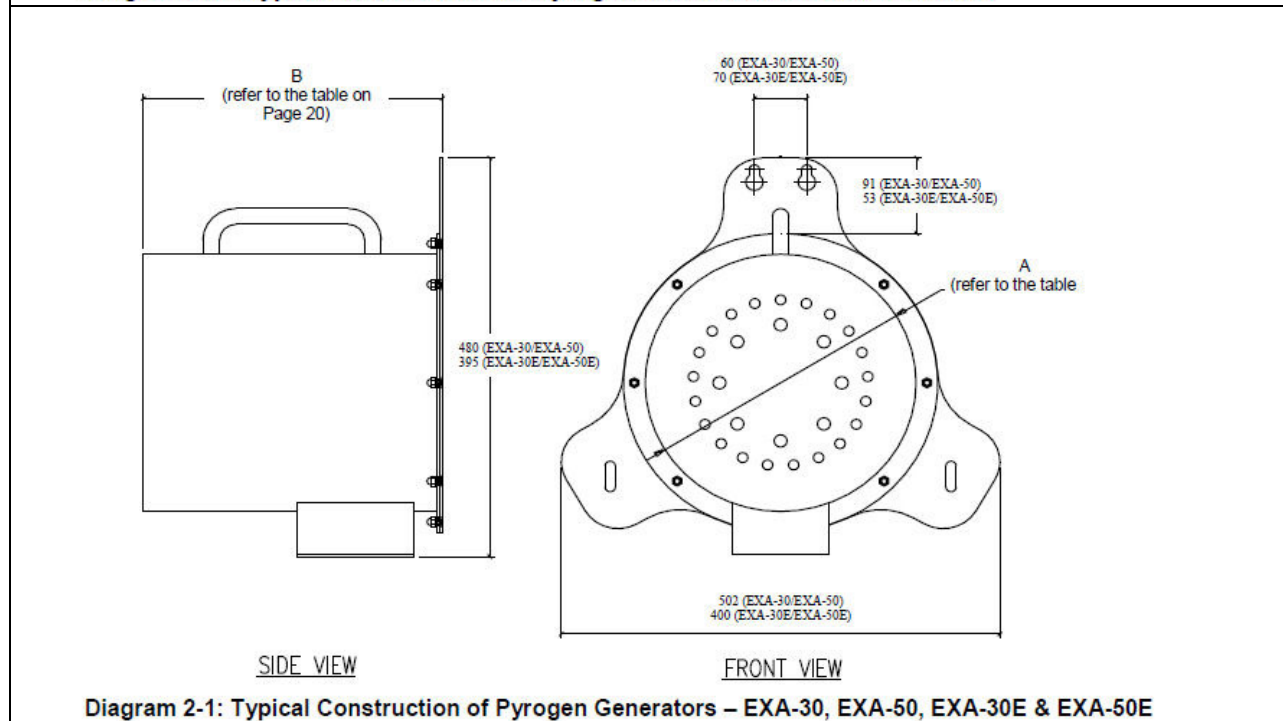 B
(refer to the table on
Page 20)
60 (EXA-30/EXA-50)
70 (EXA-30E/EXA-50E)
91 (EXA-30/EXA-50)
53 (EXA-30E/EXA-50E)
A
(refer to the table
480 (EXA-30/EXA-50)
395 (EXA-30E/EXA-50E)
502 (EXA-30/EXA-50)
400 (EXA-30E/EXA-50E)
SIDE VIEW
FRONT VIEW
Diagram 2-1: Typical Construction of Pyrogen Generators – EXA-30, EXA-50, EXA-30E & EXA-50E